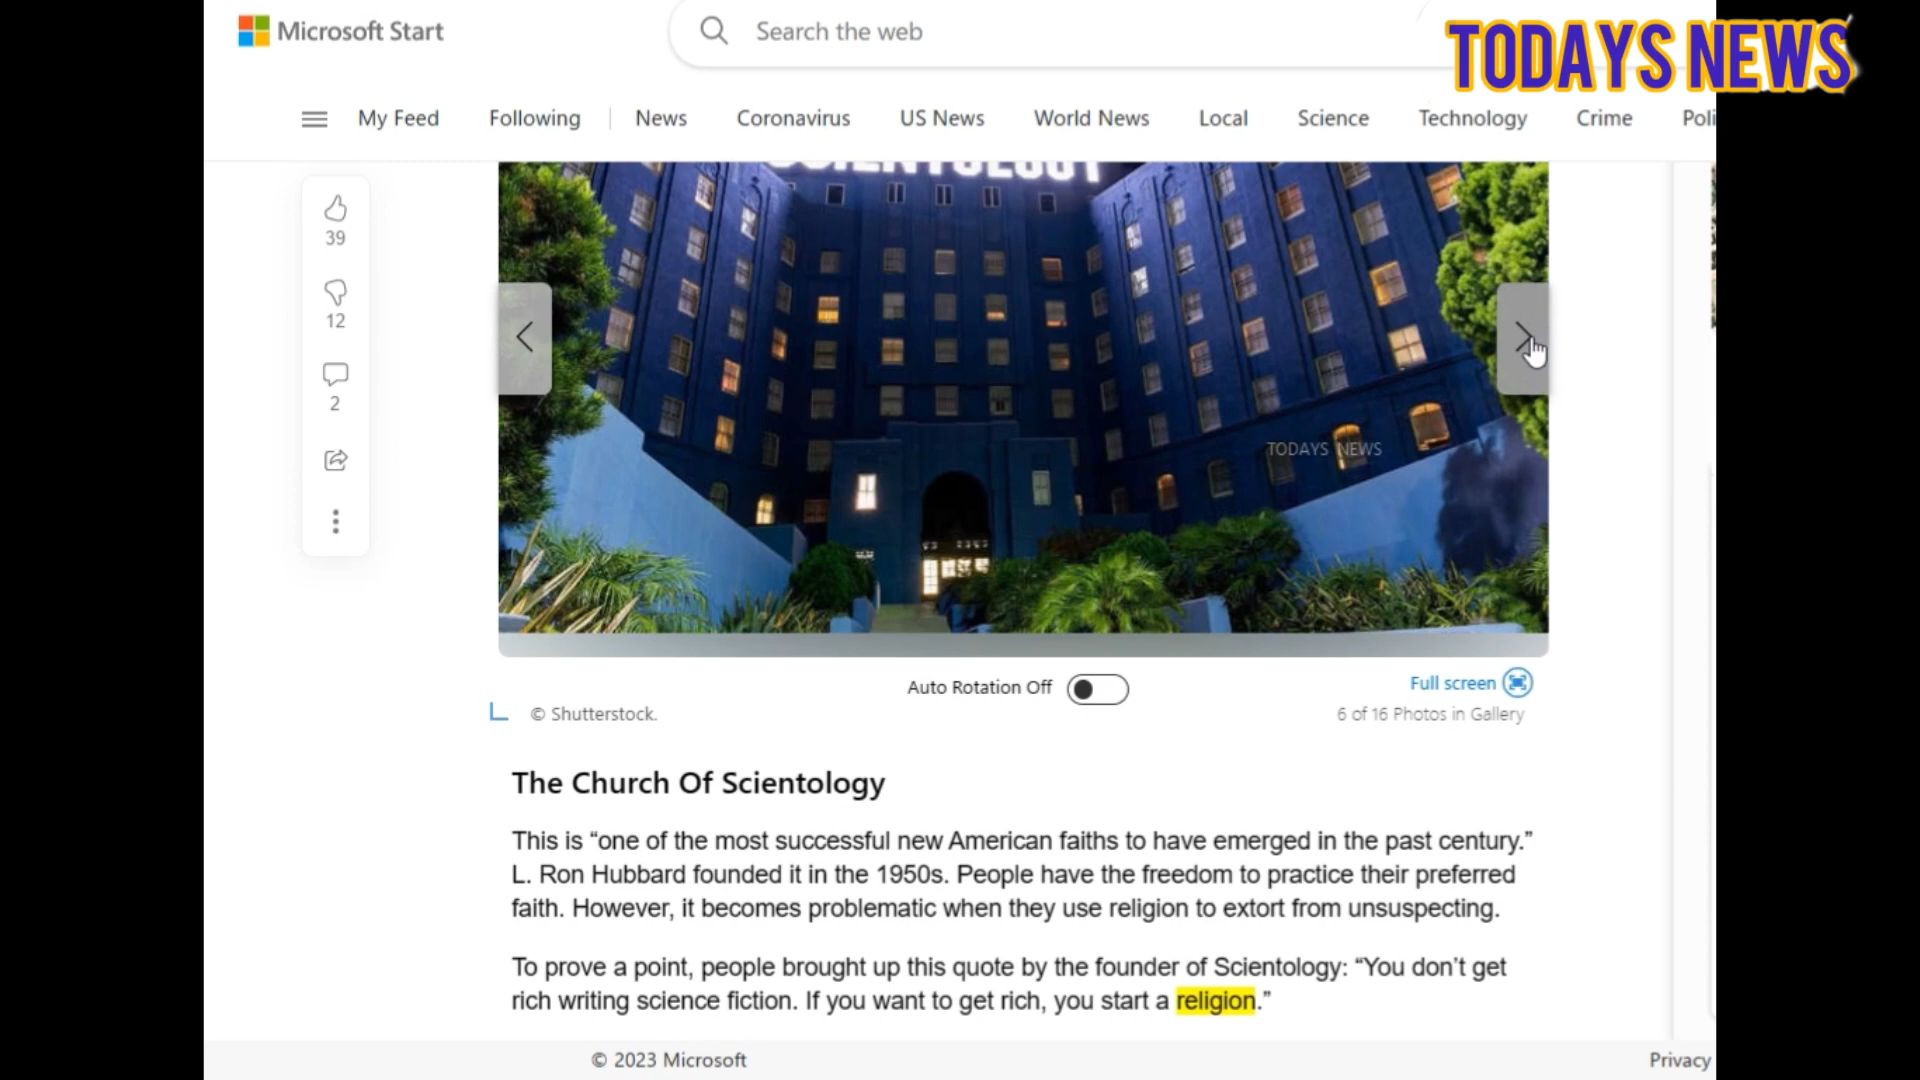 Microsoft Start
Search the web
TODAYS NEWS
My Feed
Following
News
Coronavirus
US News
World News
Local
Science
Technology
Crime
SCIENTOLOGY
39
12
2
TODAYS NEWS
Auto Rotation Off
Full screen
© Shutterstock.
6 of 16 Photos in Gallery
The Church Of Scientology
This is “one of the most successful new American faiths to have emerged in the past century.”
L. Ron Hubbard founded it in the 1950s. People have the freedom to practice their preferred
faith. However, it becomes problematic when they use religion to extort from unsuspecting.
To prove a point, people brought up this quote by the founder of Scientology: “You don’t get
rich writing science fiction. If you want to get rich, you start a religion.”
© 2023 Microsoft
Privacy